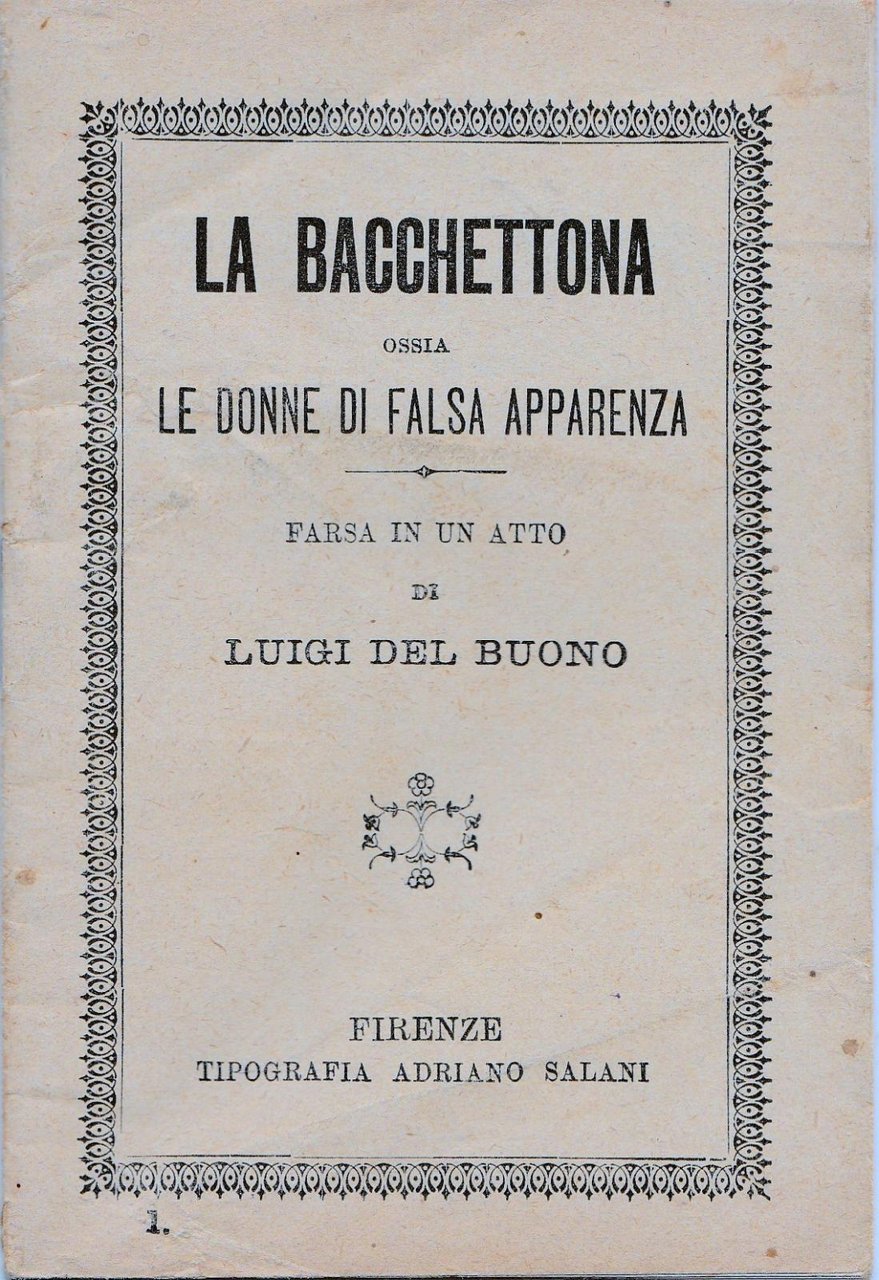 LA BACCHETTONA
OSSIA
LE DONNE DI FALSA APPARENZA
FARSA IN UN ATTO
DI
LUIGI DEL BUONO
FIRENZE
TIPOGRAFIA ADRIANO SALANI
1.